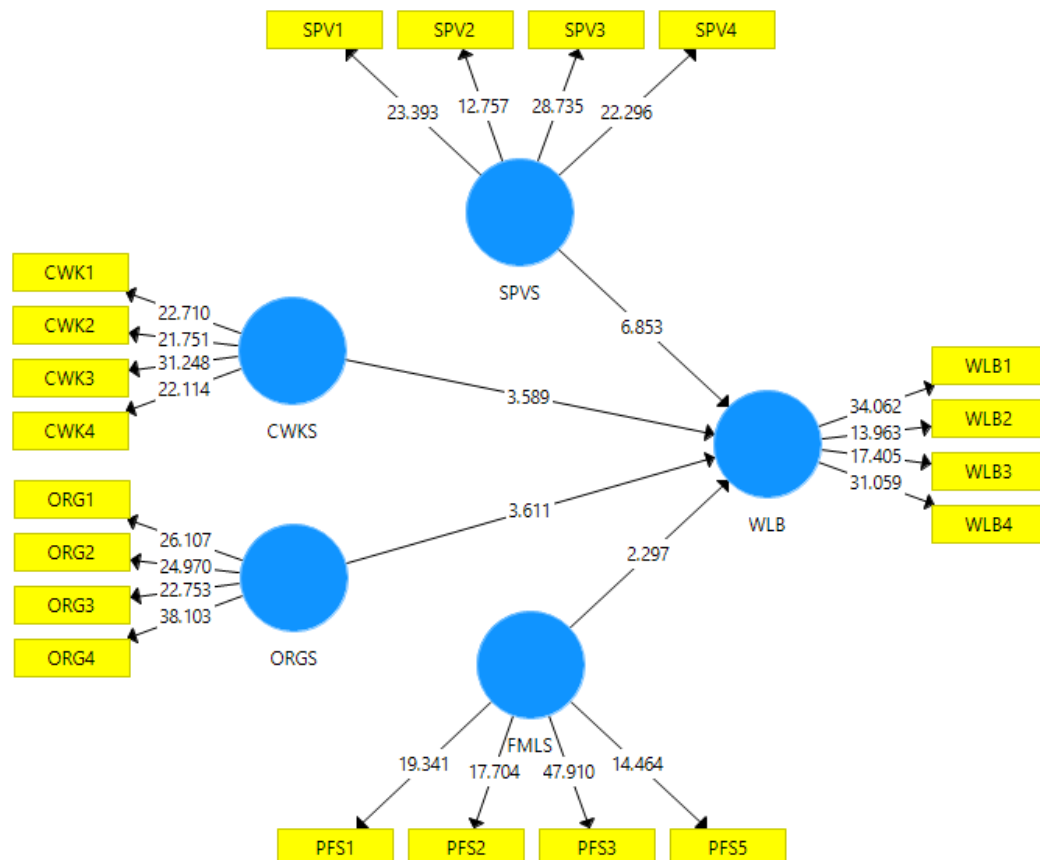 SPV1 SPV2 SPV3 SPV4
23.393 12.757 28.735 22.296
SPVS
6.853
CWK1
CWK2
CWK3
CWK4
22.710
21.751
31.248
22.114
CWKS
3.589
ORG1
ORG2
ORG3
ORG4
26.107
24.970
22.753
38.103
ORGS
3.611
WLB1
WLB2
WLB3
WLB4
34.062
13.963
17.405
31.059
WLB
2.297
FMLS
19.341 17.704 47.910 14.464
PFS1 PFS2 PFS3 PFS5